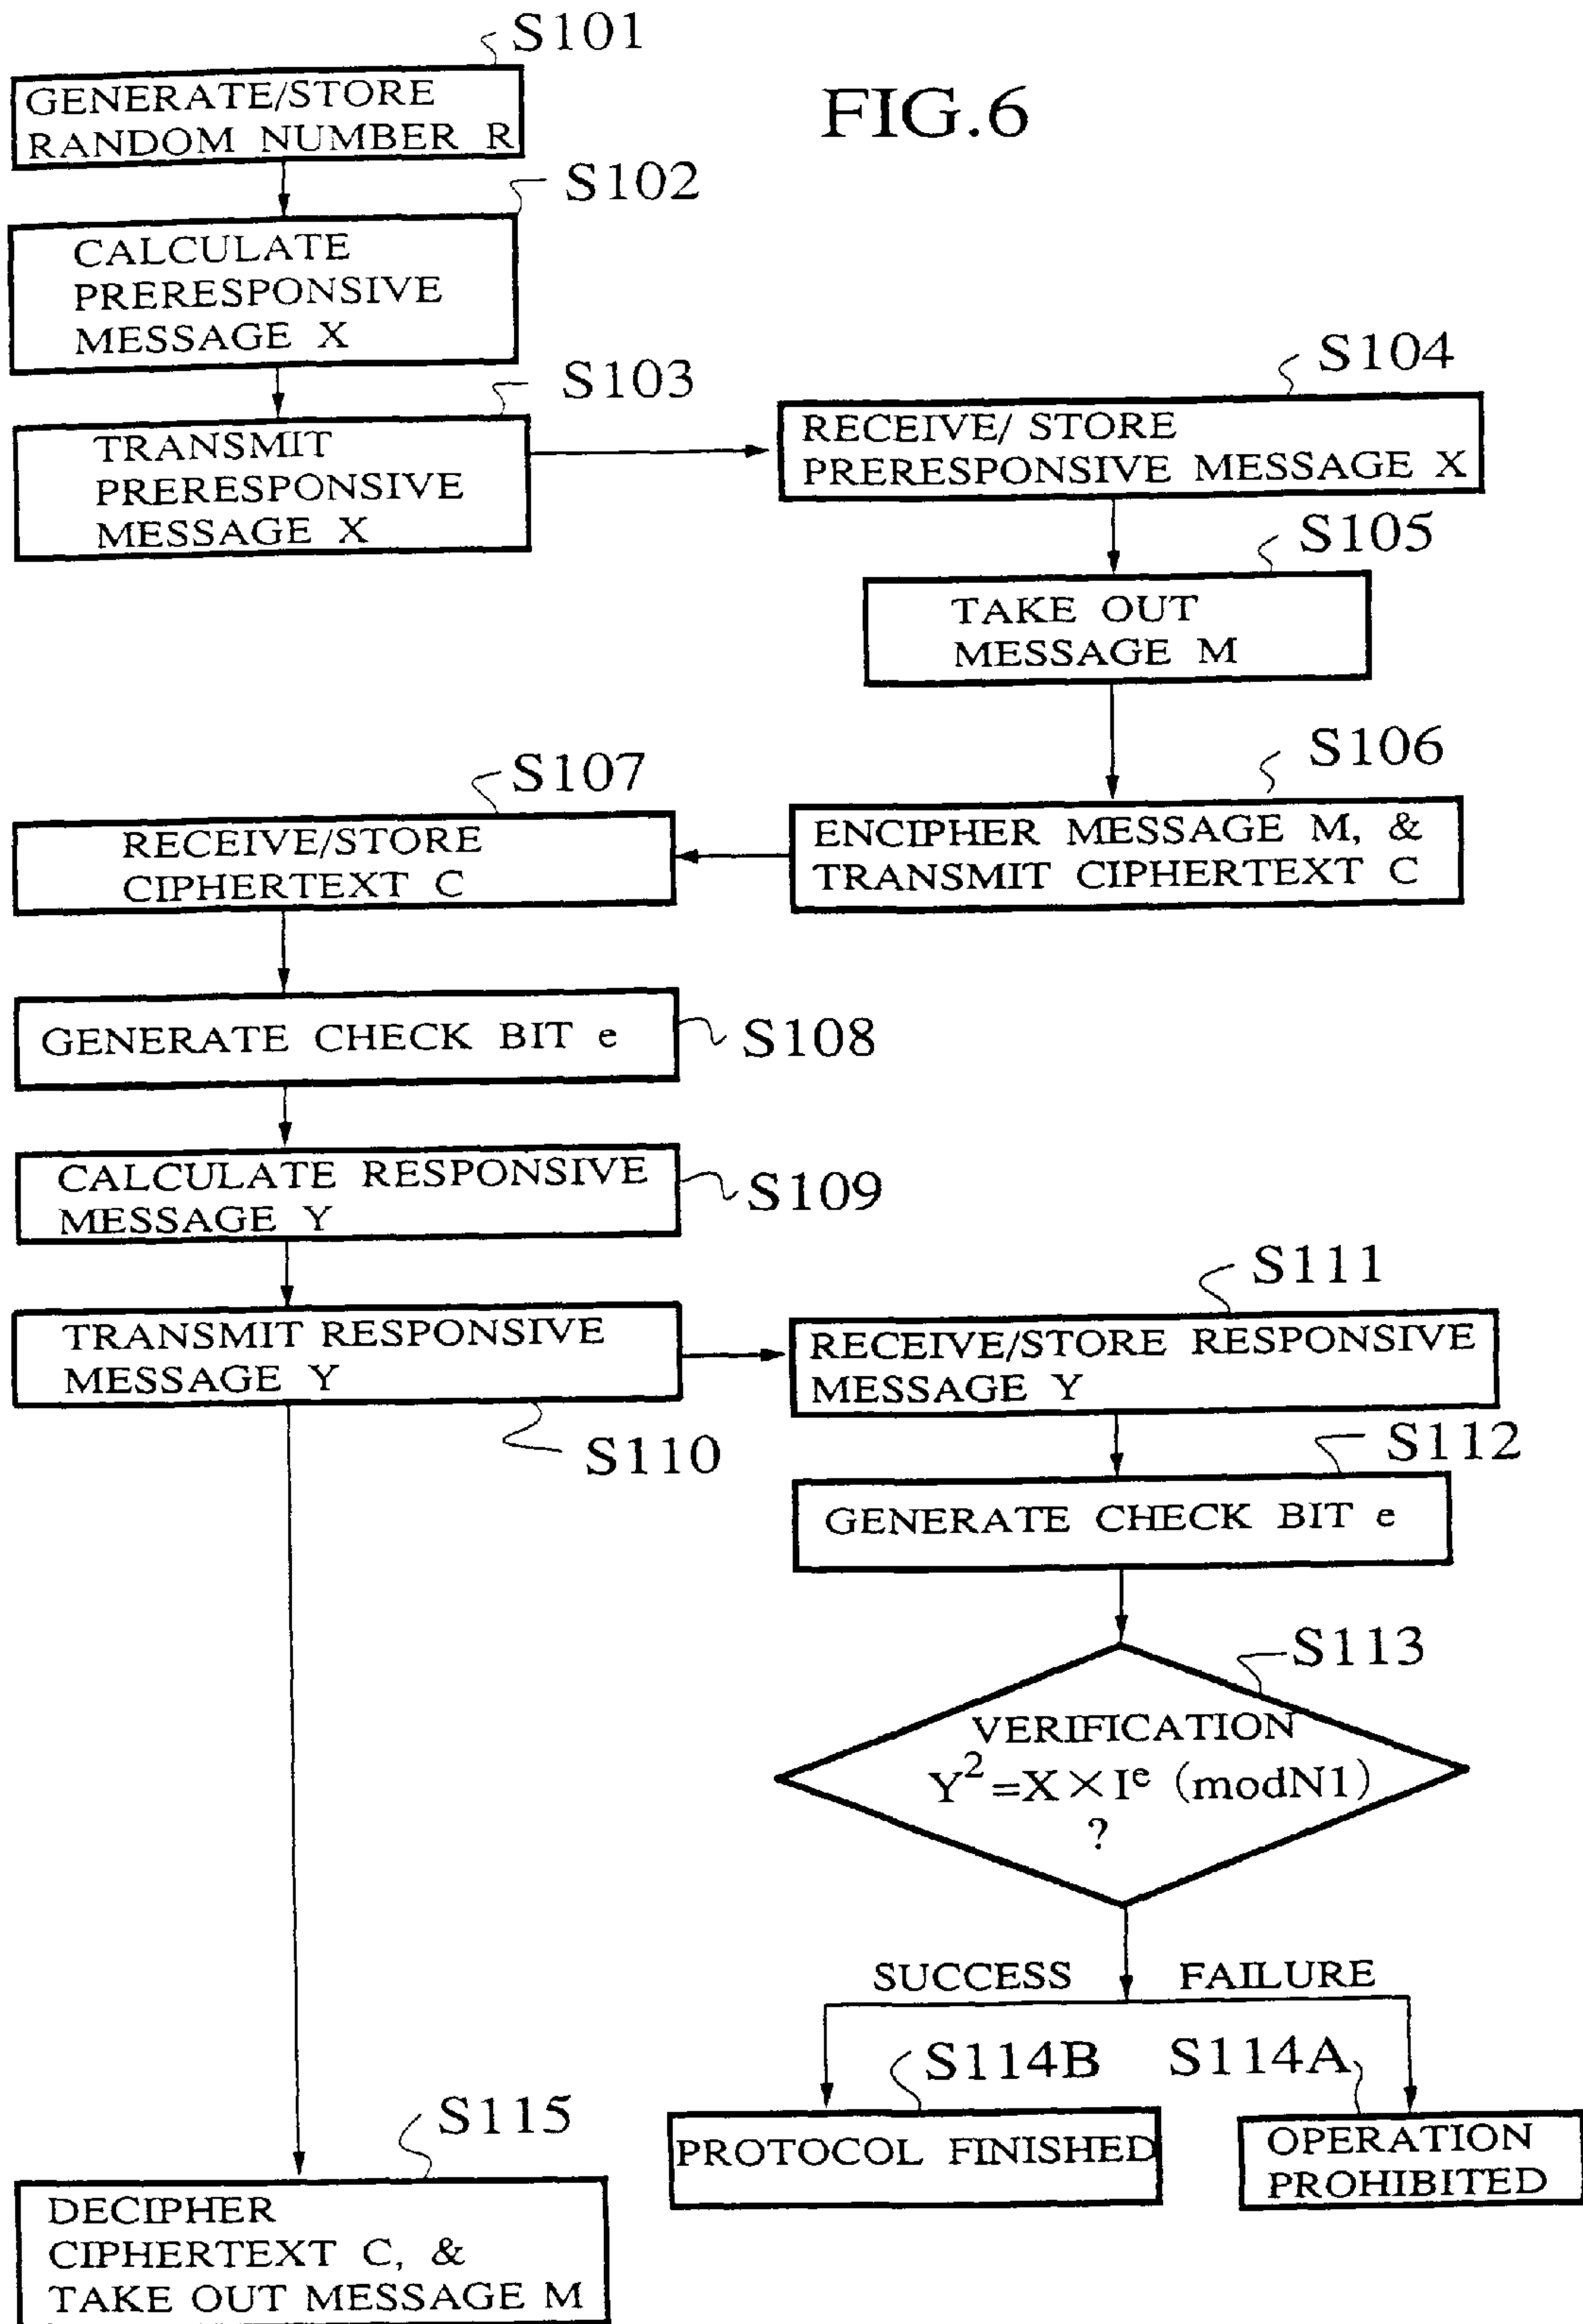 FIG.6
S101
GENERATE/STORE
RANDOM NUMBER R
S102
CALCULATE
PRERESPONSIVE
MESSAGE X
S103
TRANSMIT
PRERESPONSIVE
MESSAGE X
S104
RECEIVE/ STORE
PRERESPONSIVE MESSAGE X
S105
TAKE OUT
MESSAGE M
S106
ENCIPHER MESSAGE M, &
TRANSMIT CIPHERTEXT C
S107
RECEIVE/STORE
CIPHERTEXT C
GENERATE CHECK BIT e
S108
CALCULATE RESPONSIVE
MESSAGE Y
S109
TRANSMIT RESPONSIVE
MESSAGE Y
S110
S111
RECEIVE/STORE RESPONSIVE
MESSAGE Y
S112
GENERATE CHECK BIT e
S113
VERIFICATION
Y²=X×Iᵉ (modN1)
?
SUCCESS FAILURE
S114B
PROTOCOL FINISHED
S114A
OPERATION
PROHIBITED
S115
DECIPHER
CIPHERTEXT C, &
TAKE OUT MESSAGE M